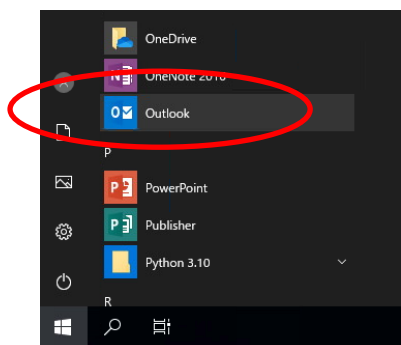 OneDrive
OneNote 2016
Outlook
P
PowerPoint
Publisher
Python 3.10
R